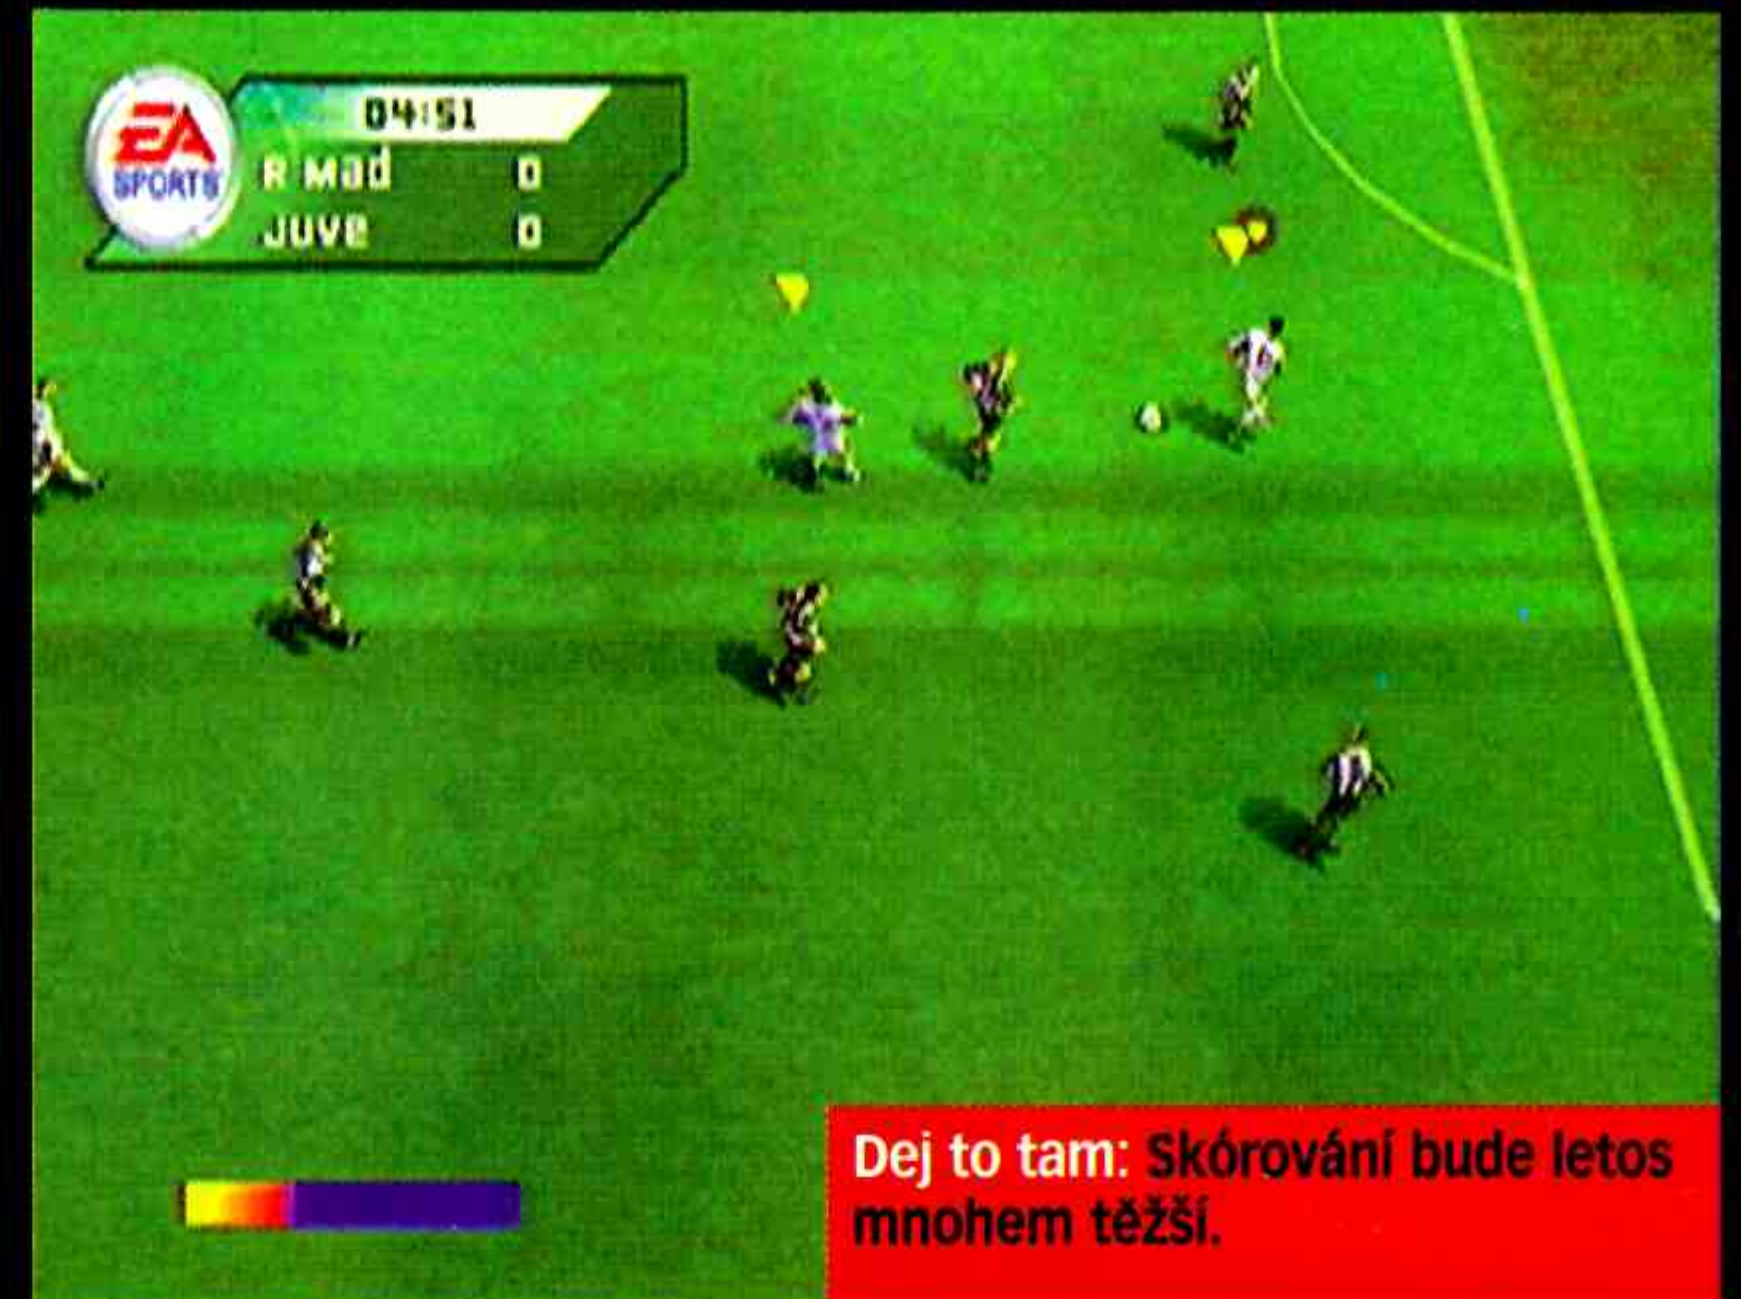 EA
SPORTS
04:51
R Mad 0
Juve 0
Dej to tam: Skórování bude letos
mnohem těžší.